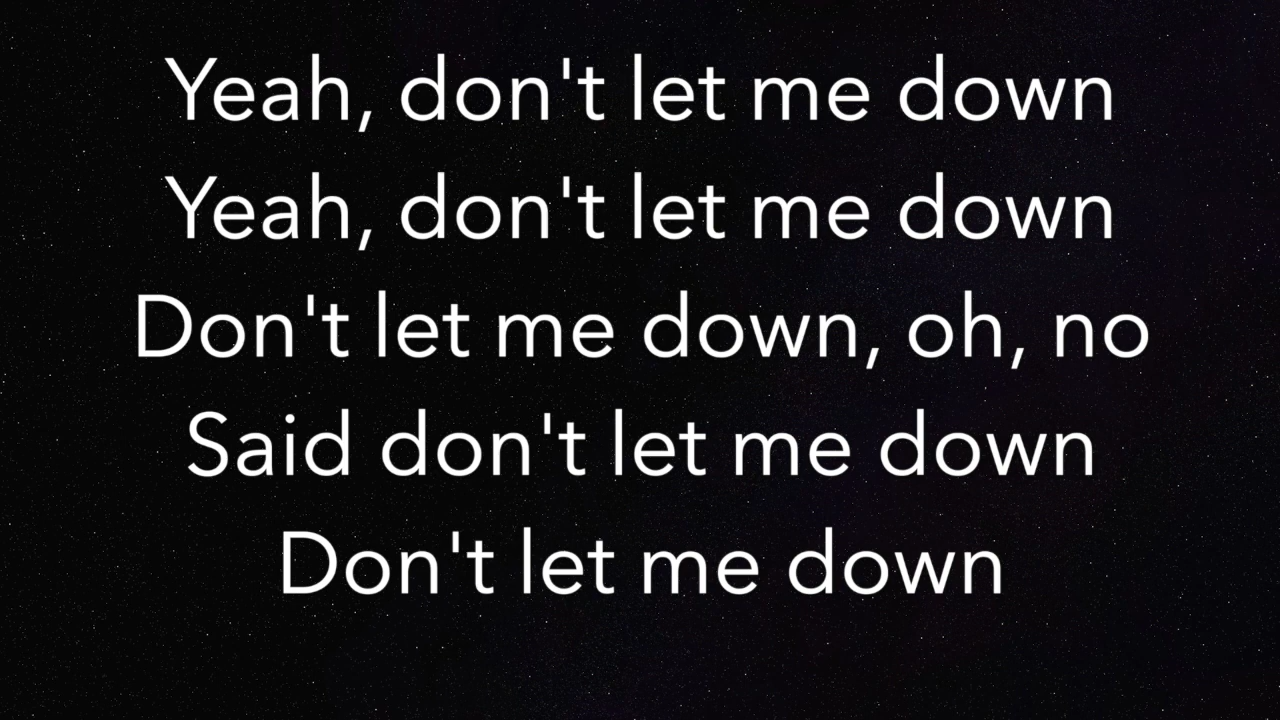 Yeah, don't let me down
Yeah, don't let me down
Don't let me down, oh, no
Said don't let me down
Don't let me down